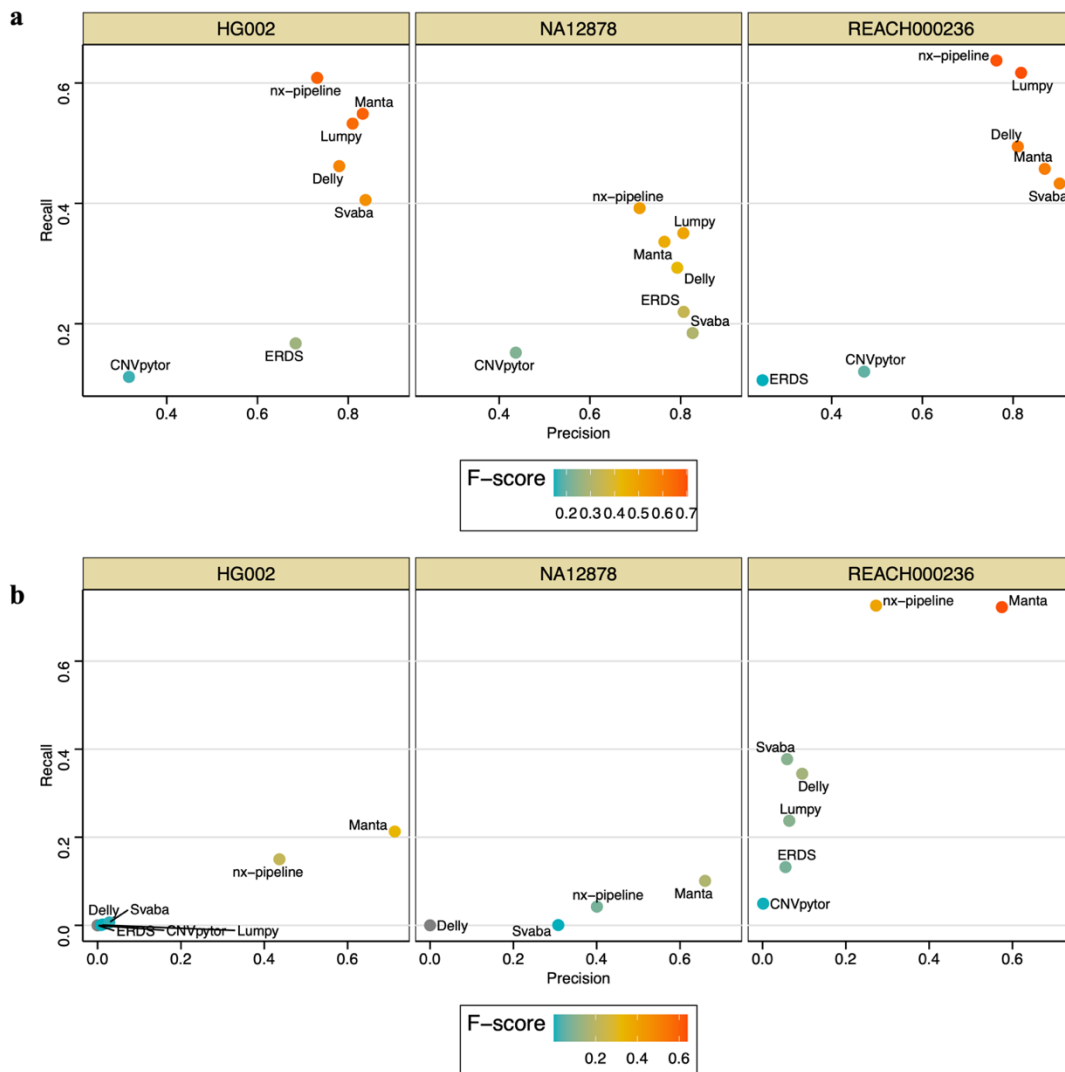 a
HG002 NA12878 REACH000236
Recall
0.6
0.4
0.2
nx−pipeline
Manta
Lumpy
Delly
Svaba
ERDS
CNVpytor
nx−pipeline
Lumpy
Manta
Delly
ERDS
Svaba
CNVpytor
nx−pipeline
Lumpy
Delly
Manta
Svaba
CNVpytor
ERDS
0.4 0.6 0.8 0.4 0.6 0.8 0.4 0.6 0.8
Precision
F−score
0.2 0.3 0.4 0.5 0.6 0.7
b
HG002 NA12878 REACH000236
Recall
0.6
0.4
0.2
0.0
Manta
nx−pipeline
Delly Svaba
ERDS CNVpytor Lumpy
nx−pipeline
Manta
Delly
Svaba
nx−pipeline
Manta
Svaba
Delly
Lumpy
ERDS
CNVpytor
0.0 0.2 0.4 0.6 0.0 0.2 0.4 0.6 0.0 0.2 0.4 0.6
Precision
F−score
0.2 0.4 0.6